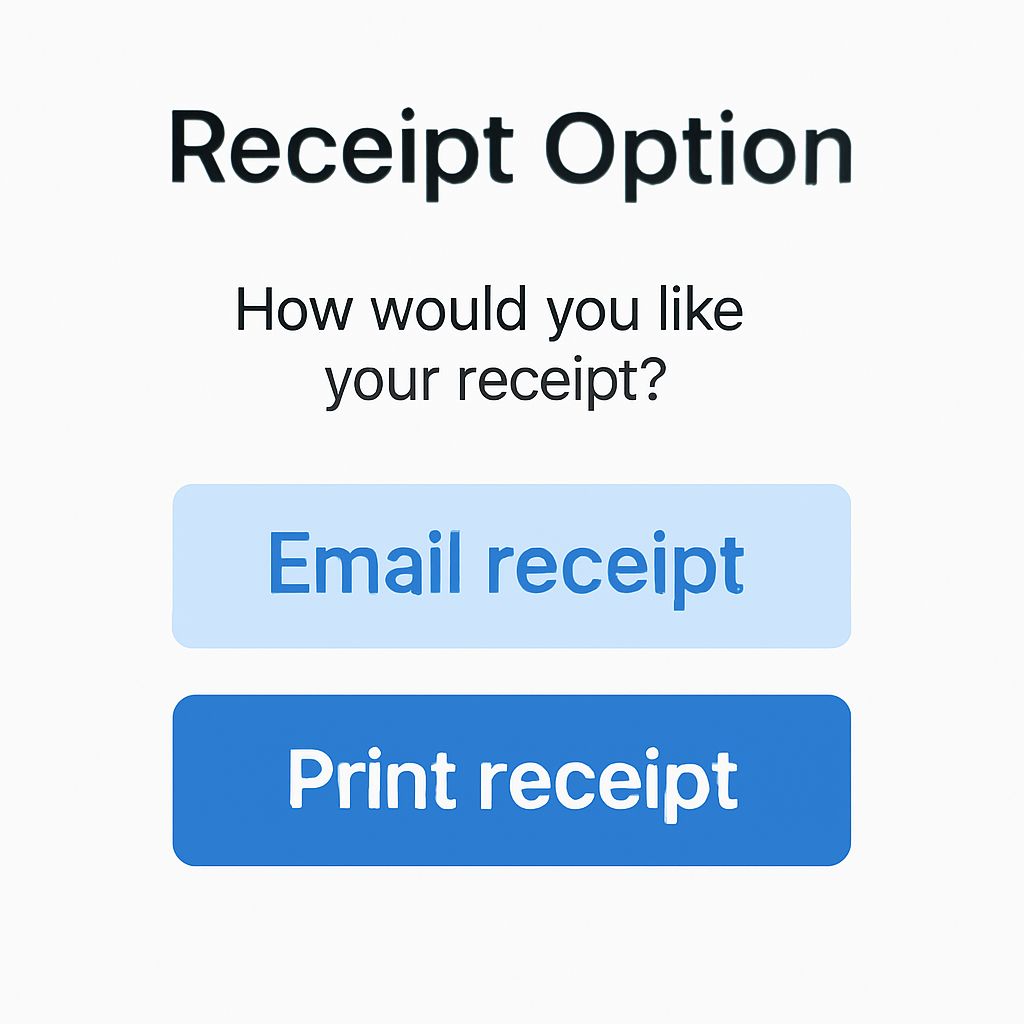 Receipt Option
How would you like
your receipt?
Email receipt
Print receipt